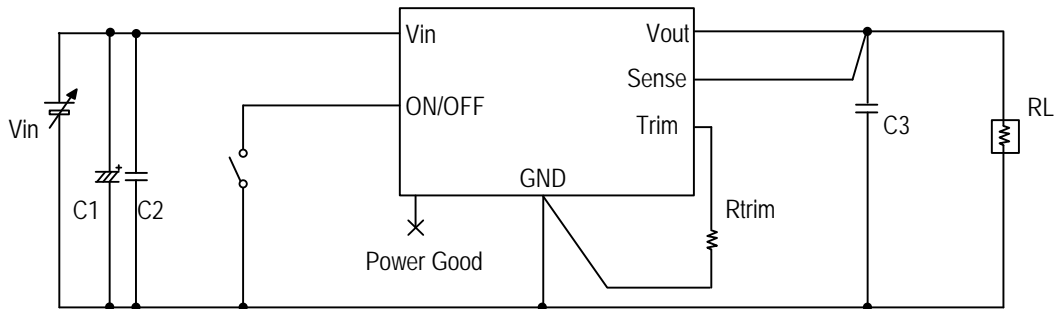 Vin
Vout
Sense
ON/OFF
Vin
Trim
C3
RL
GND
C1
C2
Rtrim
Power Good
+